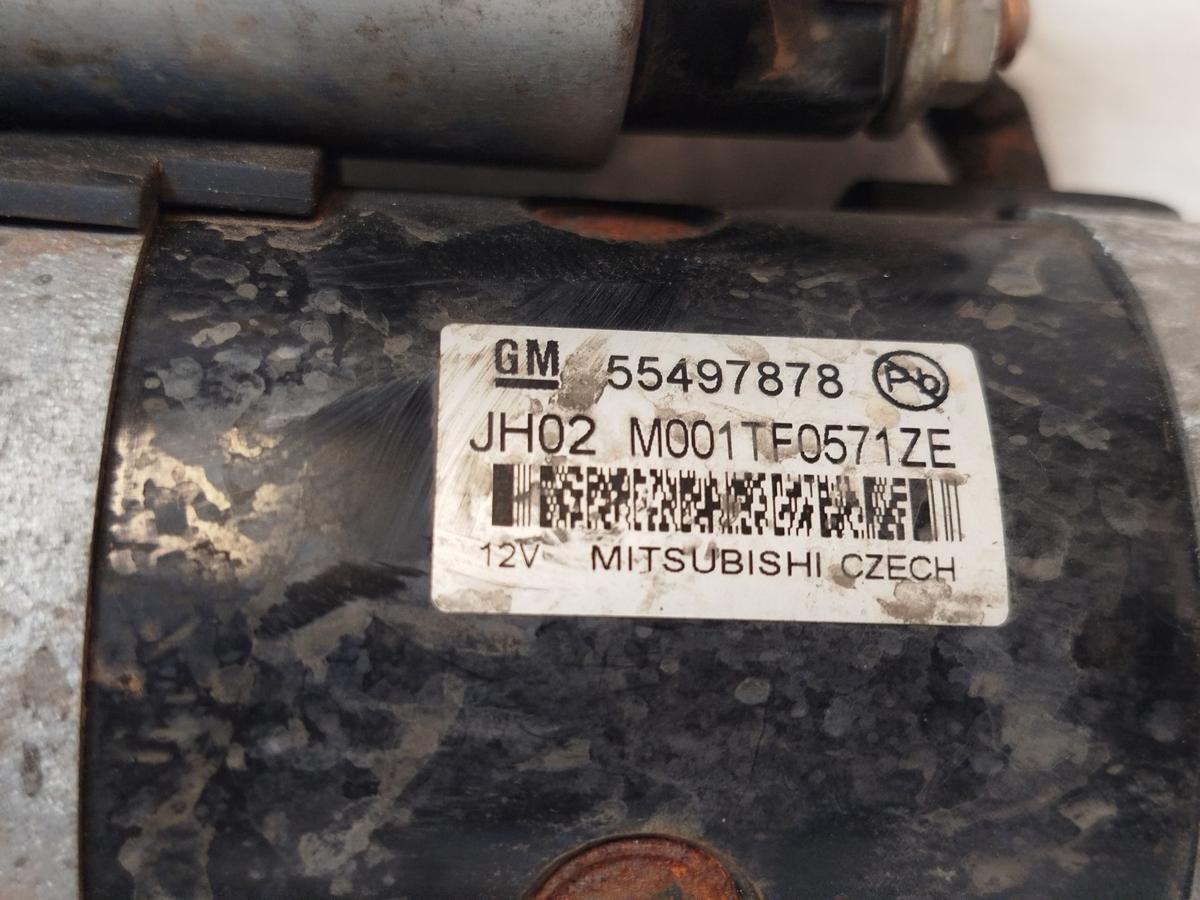 GM 55497878 Pb
JH02 M001TF0571ZE
12V MITSUBISHI CZECH